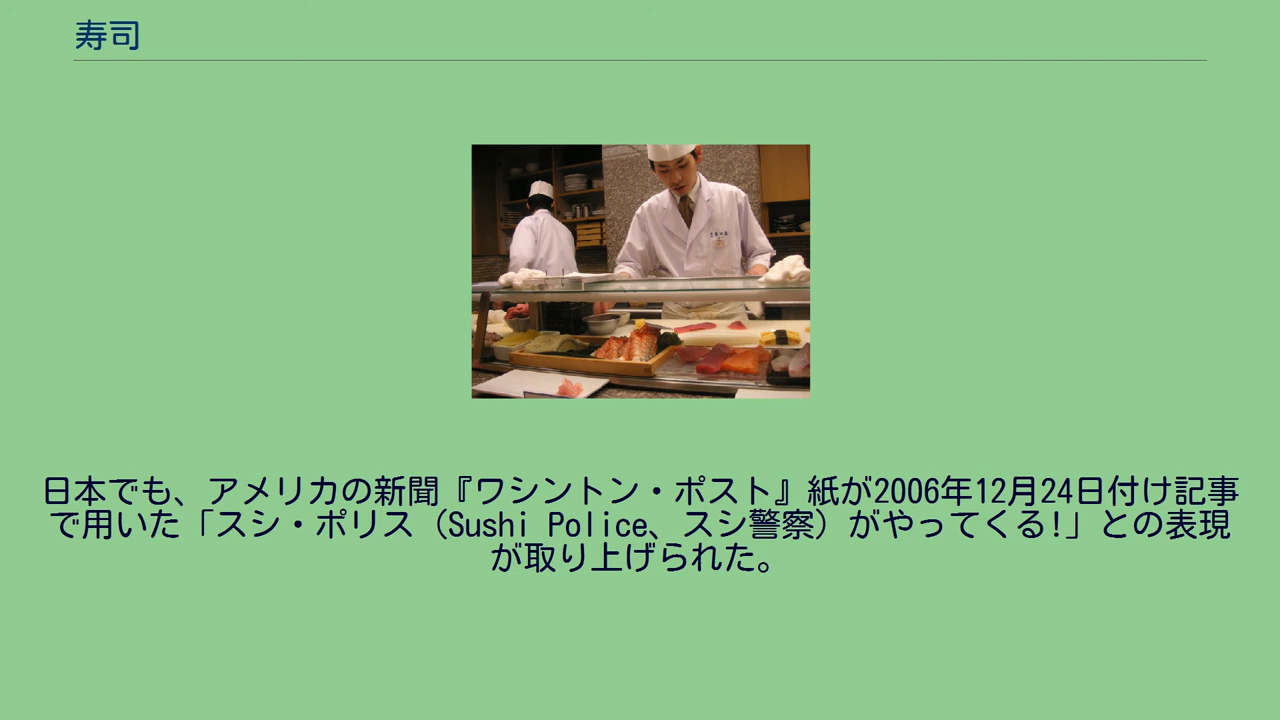 寿司
日本でも、アメリカの新聞『ワシントン・ポスト』紙が2006年12月24日付け記事
で用いた「スシ・ポリス（Sushi Police、スシ警察）がやってくる!」との表現
が取り上げられた。